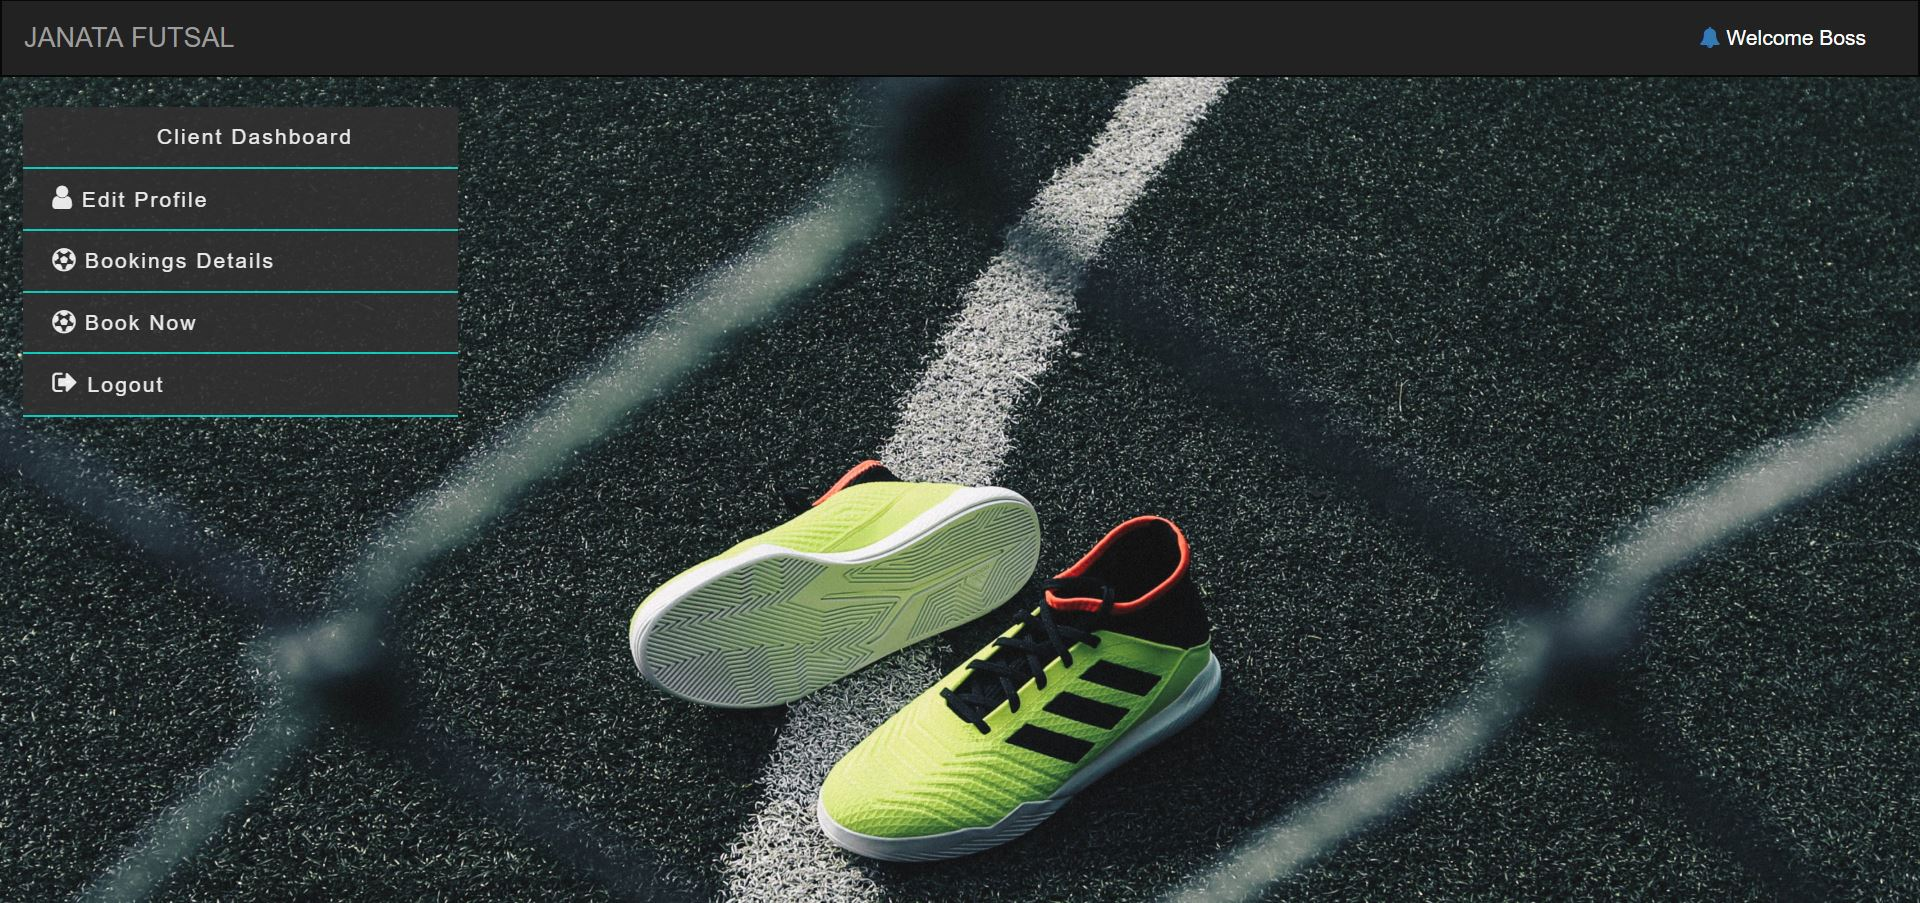 JANATA FUTSAL
Welcome Boss
Client Dashboard
Edit Profile
Bookings Details
Book Now
Logout